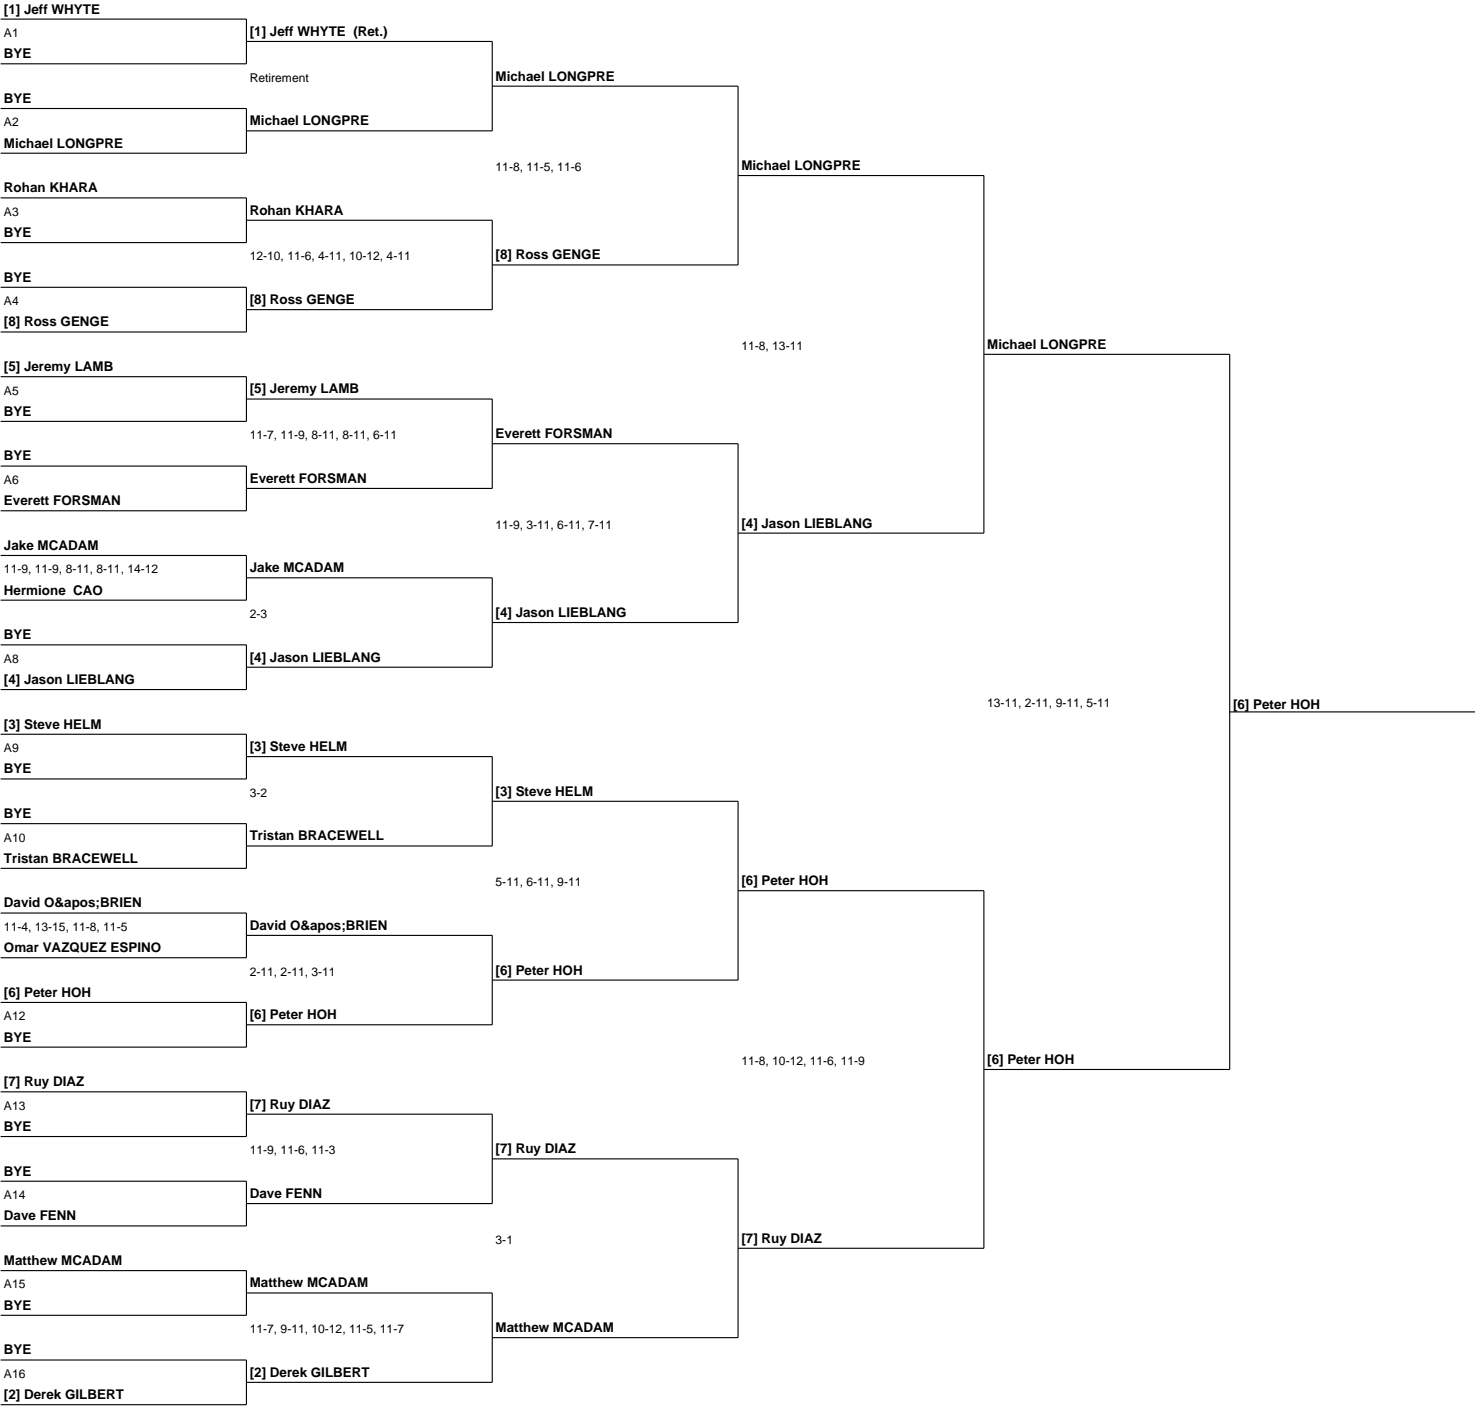 [1] Jeff WHYTE
A1
BYE
BYE
A2
Michael LONGPRE
Rohan KHARA
A3
BYE
BYE
A4
[8] Ross GENGE
[5] Jeremy LAMB
A5
BYE
BYE
A6
Everett FORSMAN
Jake MCADAM
11-9, 11-9, 8-11, 8-11, 14-12
Hermione  CAO
BYE
A8
[4] Jason LIEBLANG
[3] Steve HELM
A9
BYE
BYE
A10
Tristan BRACEWELL
David O&apos;BRIEN
11-4, 13-15, 11-8, 11-5
Omar VAZQUEZ ESPINO
[6] Peter HOH
A12
BYE
[7] Ruy DIAZ
A13
BYE
BYE
A14
Dave FENN
Matthew MCADAM
A15
BYE
BYE
A16
[2] Derek GILBERT
[1] Jeff WHYTE  (Ret.)
Retirement
Michael LONGPRE
Rohan KHARA
12-10, 11-6, 4-11, 10-12, 4-11
[8] Ross GENGE
[5] Jeremy LAMB
11-7, 11-9, 8-11, 8-11, 6-11
Everett FORSMAN
Jake MCADAM
2-3
[4] Jason LIEBLANG
[3] Steve HELM
3-2
Tristan BRACEWELL
David O&apos;BRIEN
2-11, 2-11, 3-11
[6] Peter HOH
[7] Ruy DIAZ
11-9, 11-6, 11-3
Dave FENN
Matthew MCADAM
11-7, 9-11, 10-12, 11-5, 11-7
[2] Derek GILBERT
Michael LONGPRE
11-8, 11-5, 11-6
[8] Ross GENGE
Everett FORSMAN
11-9, 3-11, 6-11, 7-11
[4] Jason LIEBLANG
[3] Steve HELM
5-11, 6-11, 9-11
[6] Peter HOH
[7] Ruy DIAZ
3-1
Matthew MCADAM
Michael LONGPRE
11-8, 13-11
[4] Jason LIEBLANG
[6] Peter HOH
11-8, 10-12, 11-6, 11-9
[7] Ruy DIAZ
Michael LONGPRE
13-11, 2-11, 9-11, 5-11
[6] Peter HOH
[6] Peter HOH